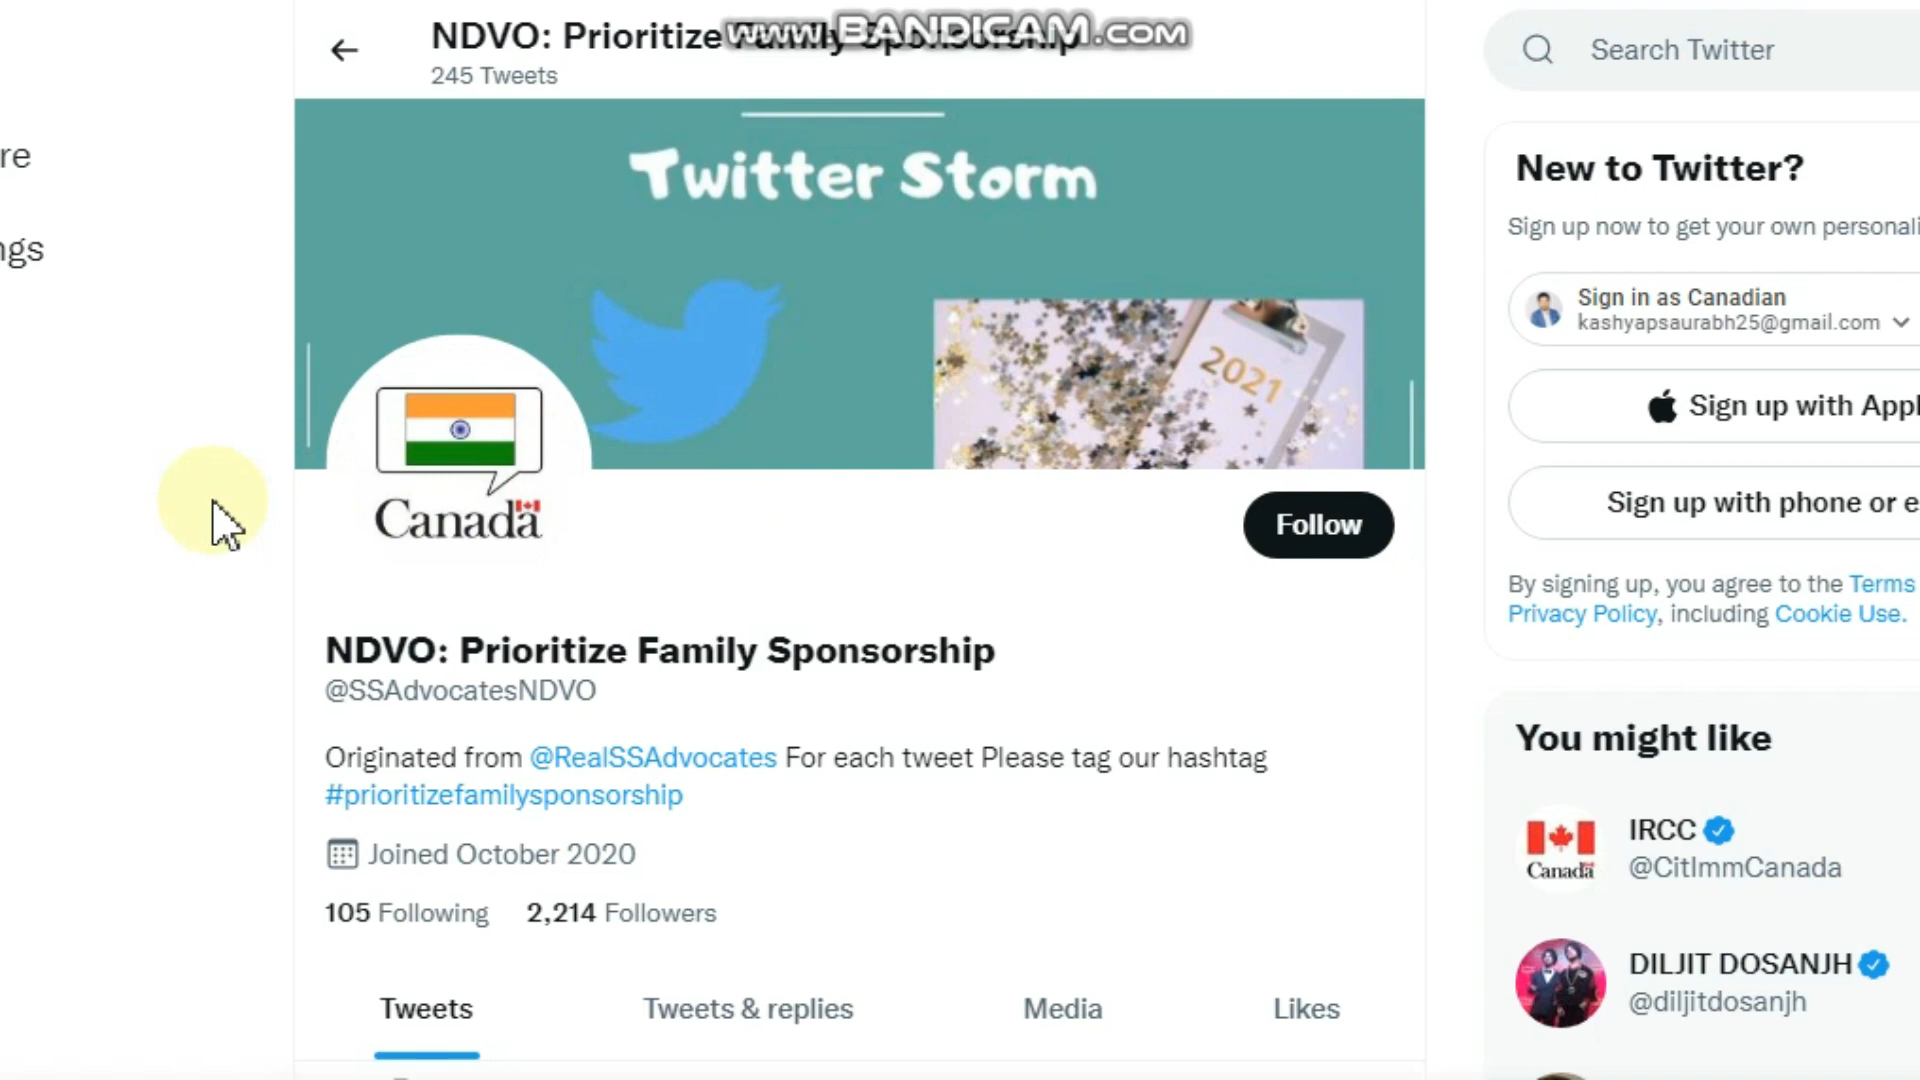 NDVO: Prioritize Family Sponsorship
www.BANDICAM.com
245 Tweets
Search Twitter
re
ngs
Twitter Storm
2021
Canada
Follow
NDVO: Prioritize Family Sponsorship
@SSAdvocatesNDVO
Originated from @RealSSAdvocates For each tweet Please tag our hashtag
#prioritizefamilysponsorship
Joined October 2020
105 Following 2,214 Followers
Tweets Tweets & replies Media Likes
New to Twitter?
Sign up now to get your own personali
Sign in as Canadian
kashyapsaurabh25@gmail.com
Sign up with Appl
Sign up with phone or e
By signing up, you agree to the Terms
Privacy Policy, including Cookie Use.
You might like
IRCC
@CitImmCanada
Canada
DILJIT DOSANJH
@diljitdosanjh